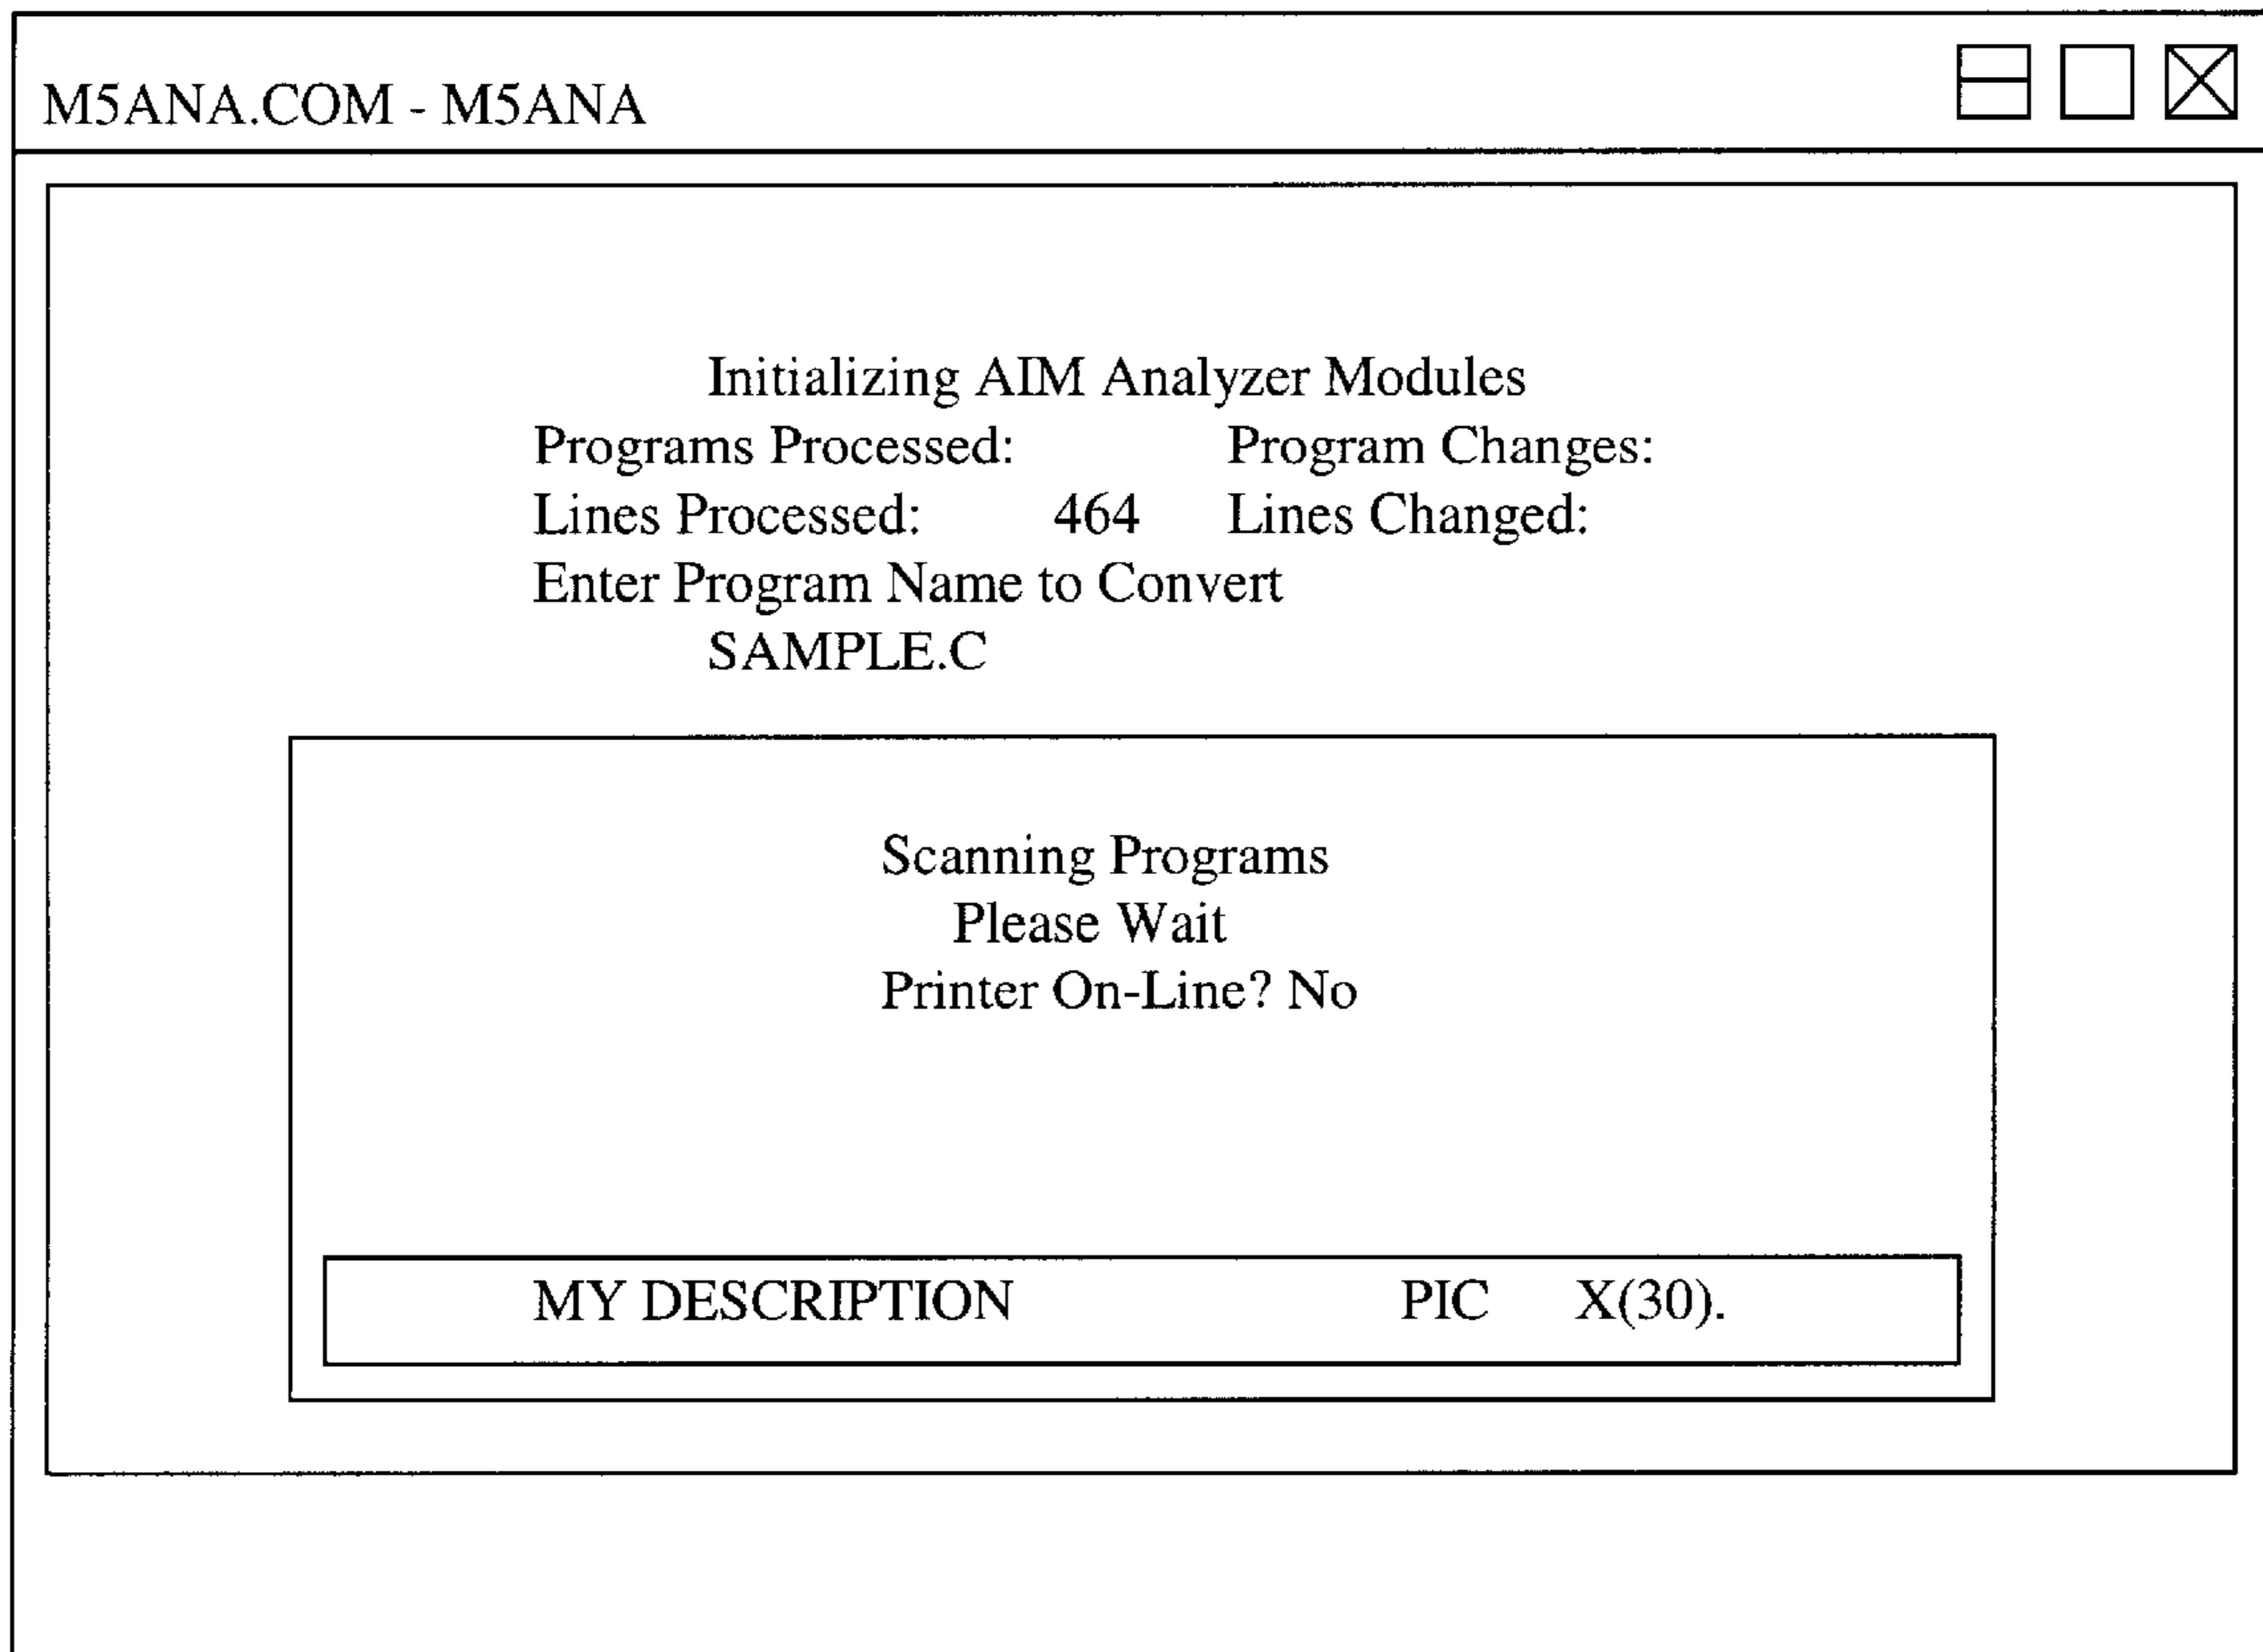 M5ANA.COM - M5ANA
Initializing AIM Analyzer Modules
Programs Processed: Program Changes:
Lines Processed: 464 Lines Changed:
Enter Program Name to Convert
SAMPLE.C
Scanning Programs
Please Wait
Printer On-Line? No
MY DESCRIPTION PIC X(30).